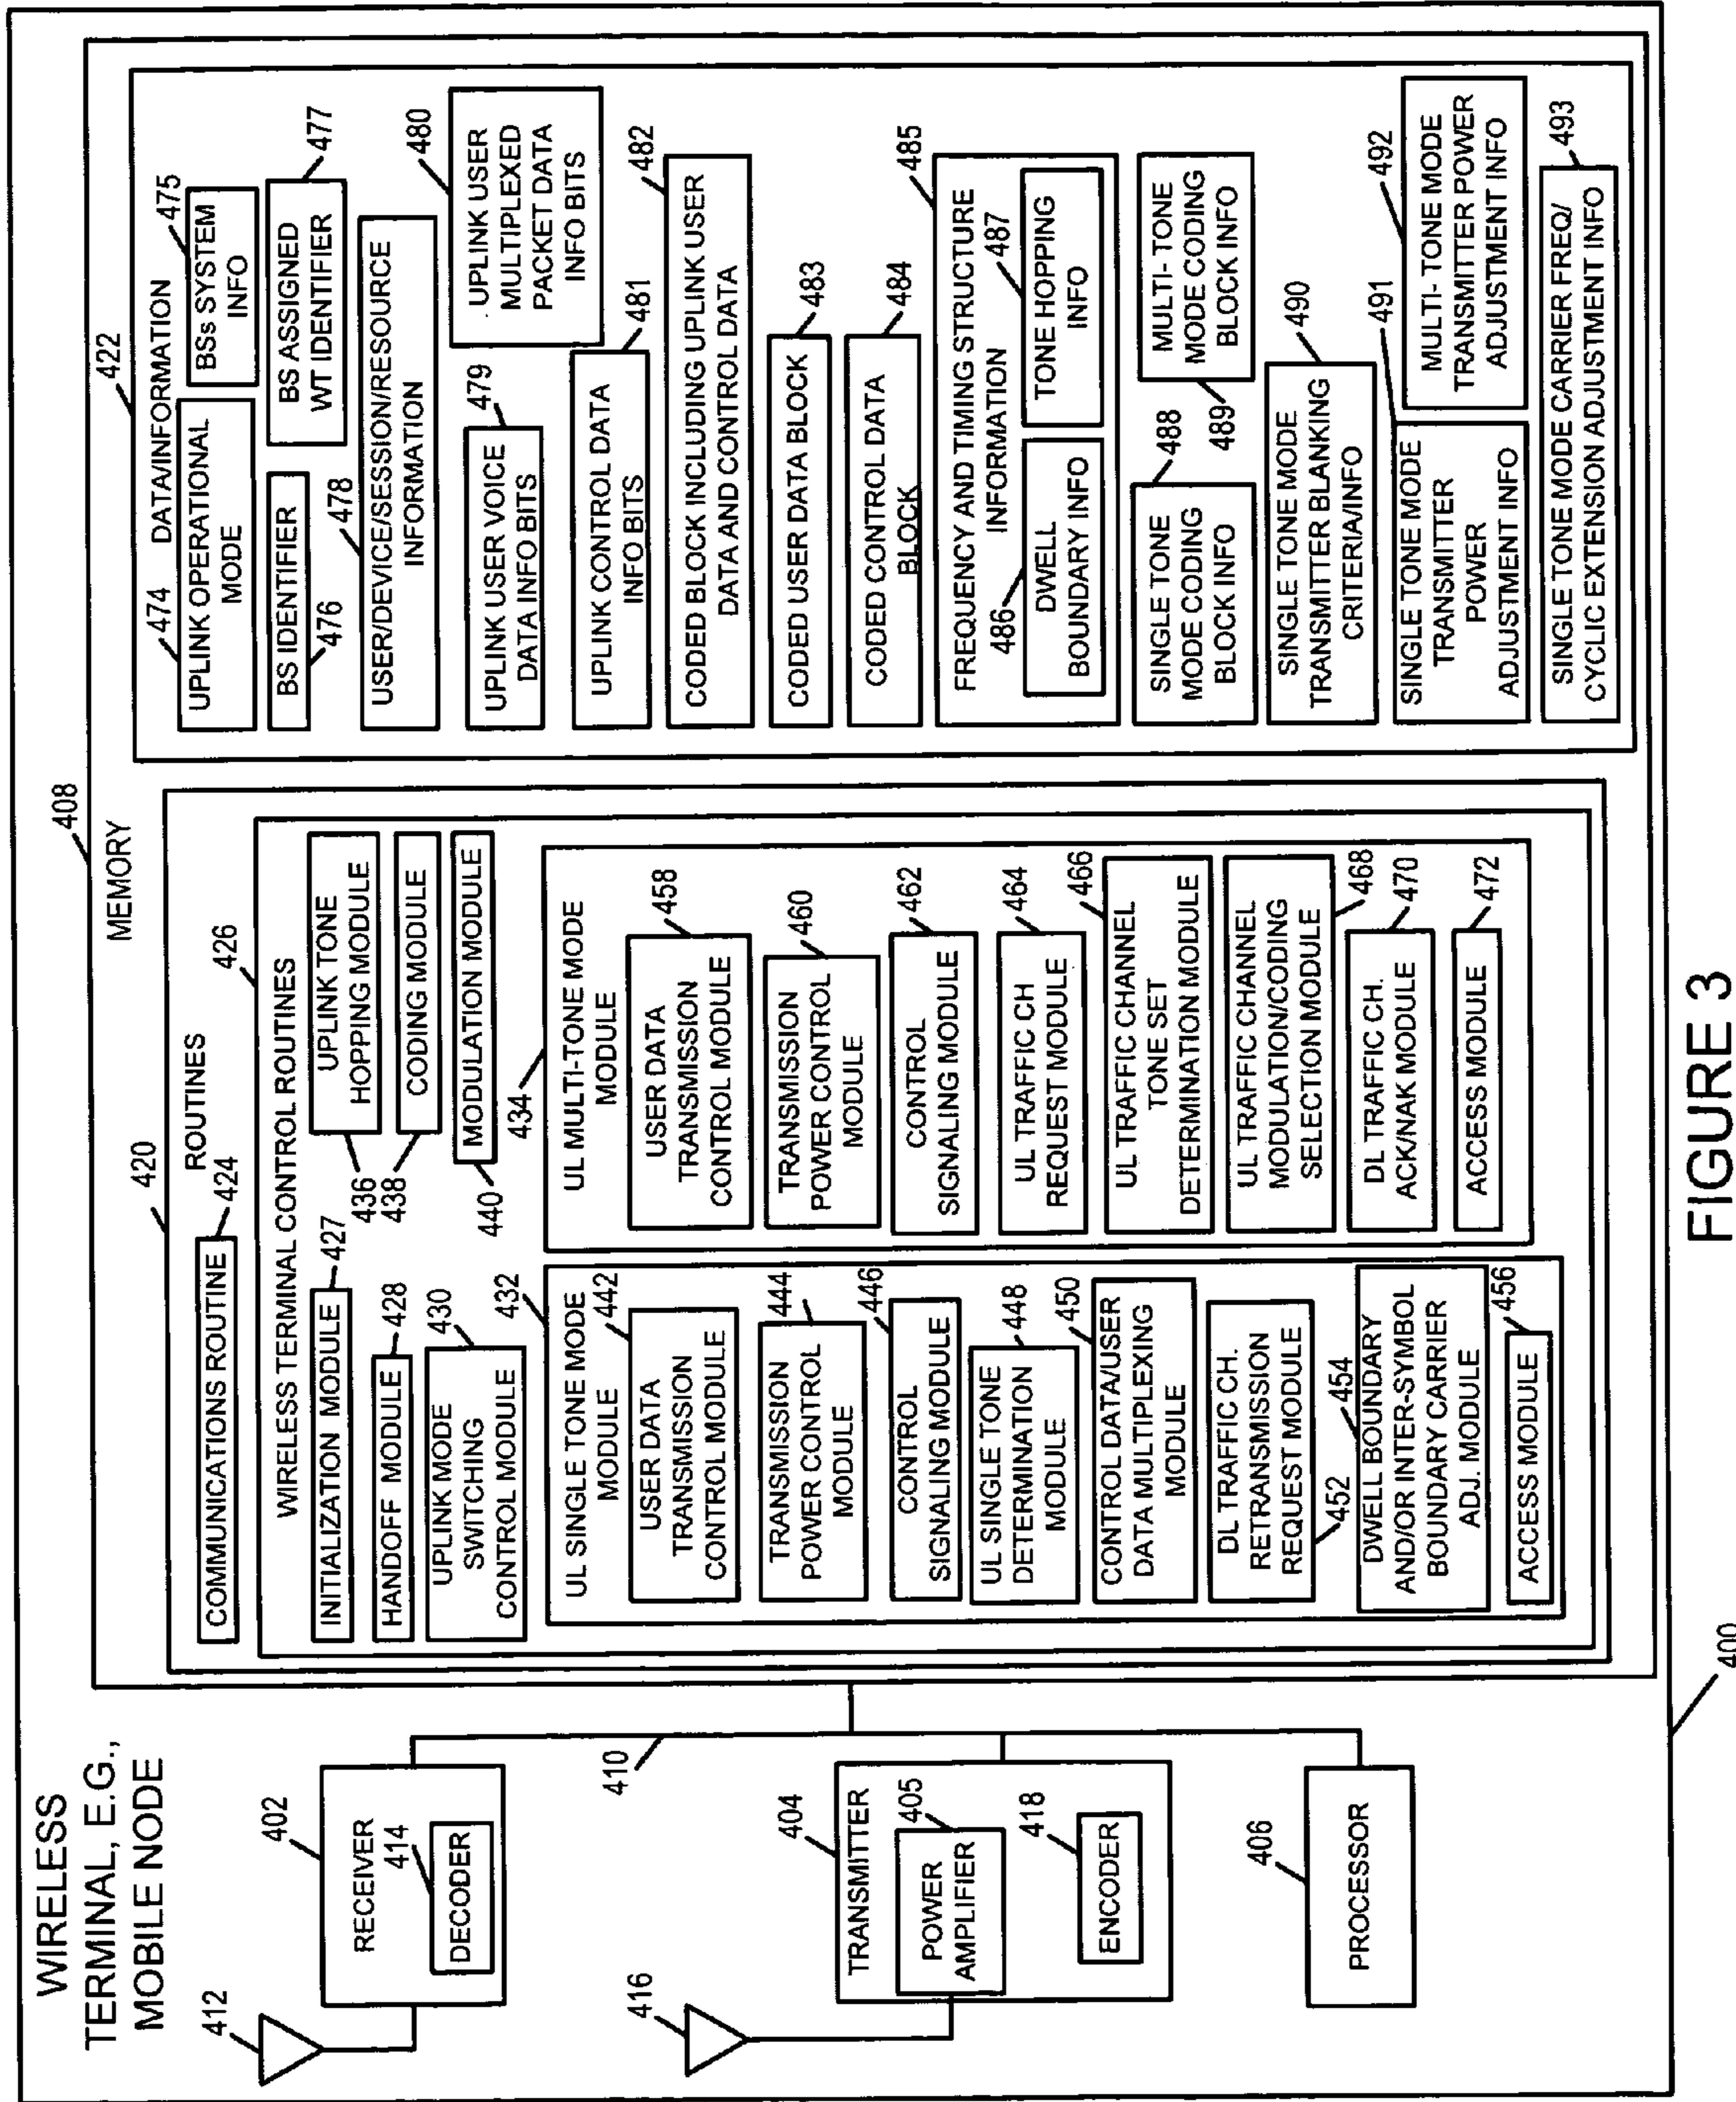 WIRELESS
TERMINAL, E.G.,
MOBILE NODE
412
402
RECEIVER
414
DECODER
416
404
TRANSMITTER
405
POWER
AMPLIFIER
418
ENCODER
406
PROCESSOR
410
400
408
MEMORY
420
ROUTINES
COMMUNICATIONS ROUTINE
424
426
WIRELESS TERMINAL CONTROL ROUTINES
INITIALIZATION MODULE
427
HANDOFF MODULE
428
UPLINK MODE
SWITCHING
CONTROL MODULE
430
436
UPLINK TONE
HOPPING MODULE
438
CODING MODULE
440
MODULATION MODULE
432
UL SINGLE TONE MODE
MODULE
442
USER DATA
TRANSMISSION
CONTROL MODULE
444
TRANSMISSION
POWER CONTROL
MODULE
446
CONTROL
SIGNALING MODULE
448
UL SINGLE TONE
DETERMINATION
MODULE
450
CONTROL DATA/USER
DATA MULTIPLEXING
MODULE
DL TRAFFIC CH.
RETRANSMISSION
REQUEST MODULE
452
454
DWELL BOUNDARY
AND/OR INTER-SYMBOL
BOUNDARY CARRIER
ADJ. MODULE
456
ACCESS MODULE
434
UL MULTI-TONE MODE
MODULE
458
USER DATA
TRANSMISSION
CONTROL MODULE
460
TRANSMISSION
POWER CONTROL
MODULE
462
CONTROL
SIGNALING MODULE
464
UL TRAFFIC CH
REQUEST MODULE
466
UL TRAFFIC CHANNEL
TONE SET
DETERMINATION MODULE
UL TRAFFIC CHANNEL
MODULATION/CODING
SELECTION MODULE
468
DL TRAFFIC CH.
ACK/NAK MODULE
470
ACCESS MODULE
472
422
DATA/INFORMATION
474
UPLINK OPERATIONAL
MODE
475
BSs SYSTEM
INFO
BS IDENTIFIER
476
BS ASSIGNED
WT IDENTIFIER
477
478
USER/DEVICE/SESSION/RESOURCE
INFORMATION
UPLINK USER VOICE
DATA INFO BITS
479
480
UPLINK USER
MULTIPLEXED
PACKET DATA
INFO BITS
UPLINK CONTROL DATA
INFO BITS
481
482
CODED BLOCK INCLUDING UPLINK USER
DATA AND CONTROL DATA
CODED USER DATA BLOCK
483
CODED CONTROL DATA
BLOCK
484
485
FREQUENCY AND TIMING STRUCTURE
INFORMATION
486
DWELL
BOUNDARY INFO
487
TONE HOPPING
INFO
488
SINGLE TONE
MODE CODING
BLOCK INFO
489
MULTI- TONE
MODE CODING
BLOCK INFO
SINGLE TONE MODE
TRANSMITTER BLANKING
CRITERIA/INFO
490
491
SINGLE TONE MODE
TRANSMITTER
POWER
ADJUSTMENT INFO
492
MULTI- TONE MODE
TRANSMITTER POWER
ADJUSTMENT INFO
SINGLE TONE MODE CARRIER FREQ/
CYCLIC EXTENSION ADJUSTMENT INFO
493
FIGURE 3